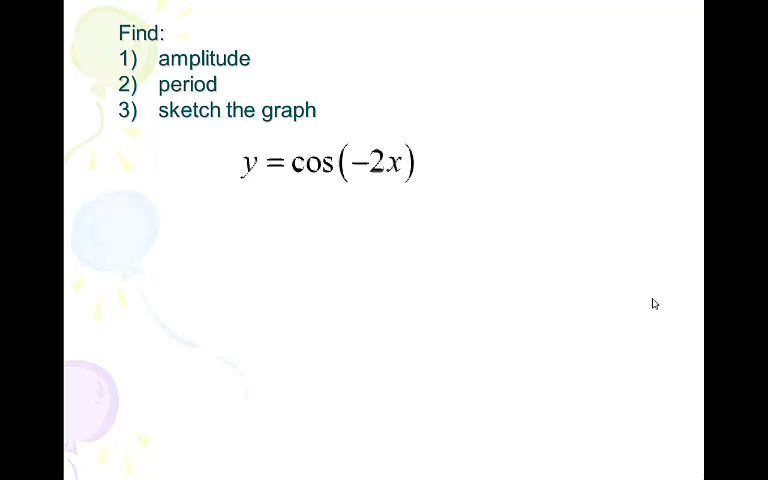 Find:
1) amplitude
2) period
3) sketch the graph
y = cos(−2x)